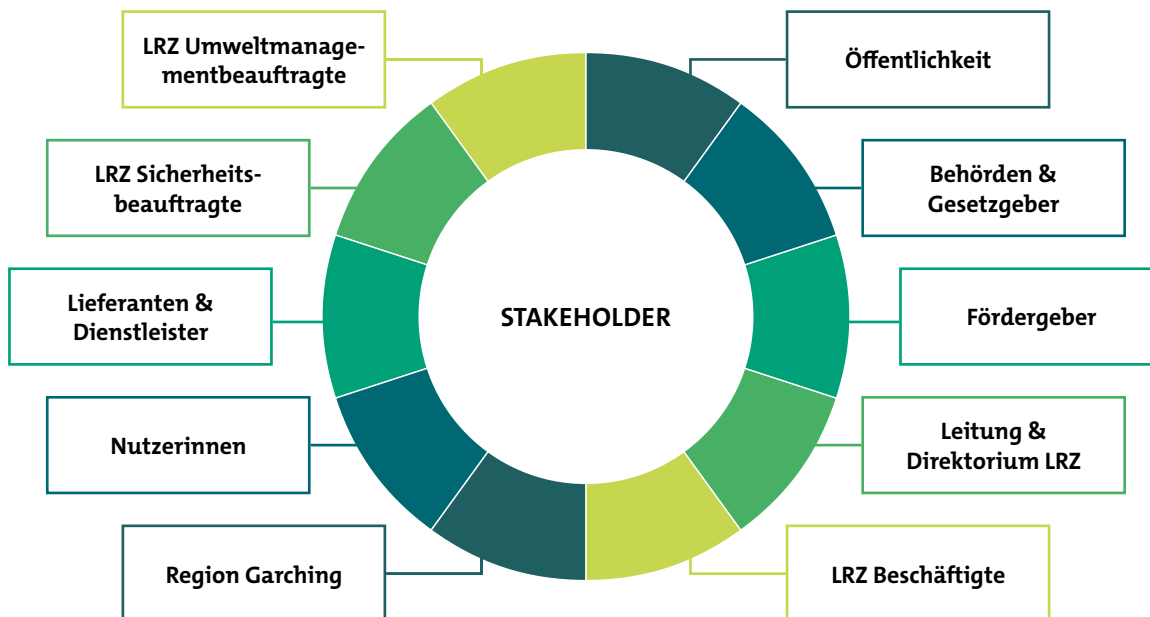 LRZ Umweltmanage-
mentbeauftragte
Öffentlichkeit
LRZ Sicherheits-
beauftragte
Behörden &
Gesetzgeber
Lieferanten &
Dienstleister
STAKEHOLDER
Fördergeber
Nutzerinnen
Leitung &
Direktorium LRZ
Region Garching
LRZ Beschäftigte